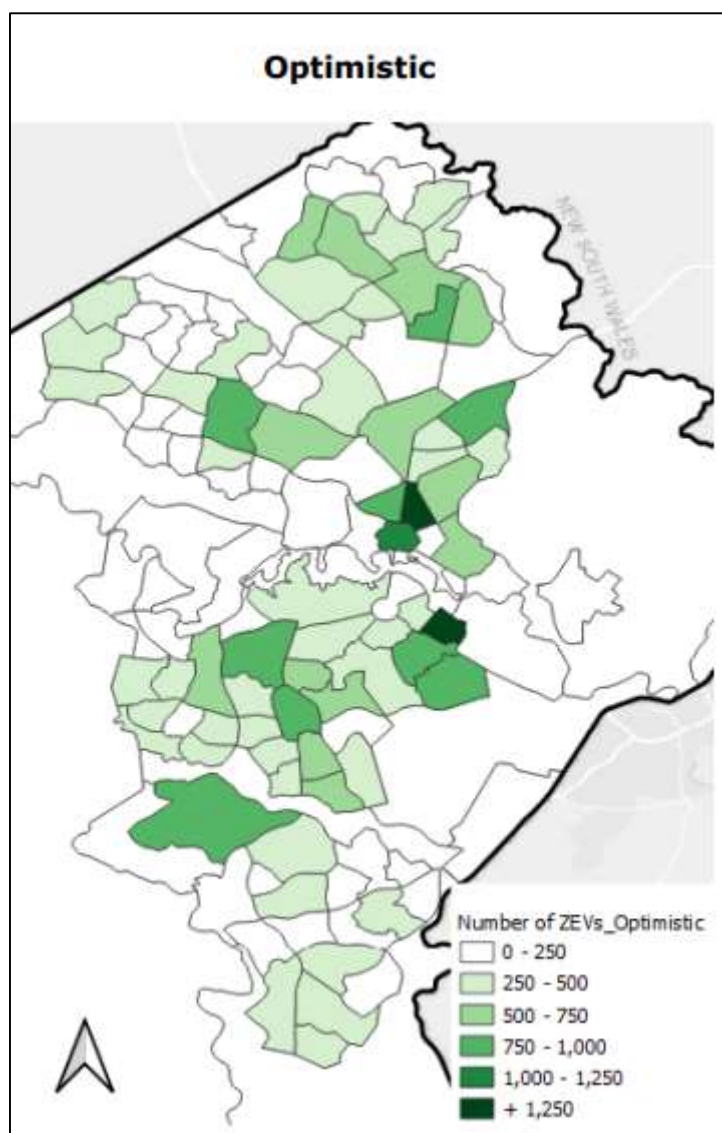 Optimistic
NEW SOUTH WALES
Number of ZEVs_Optimistic
0 - 250
250 - 500
500 - 750
750 - 1,000
1,000 - 1,250
+ 1,250